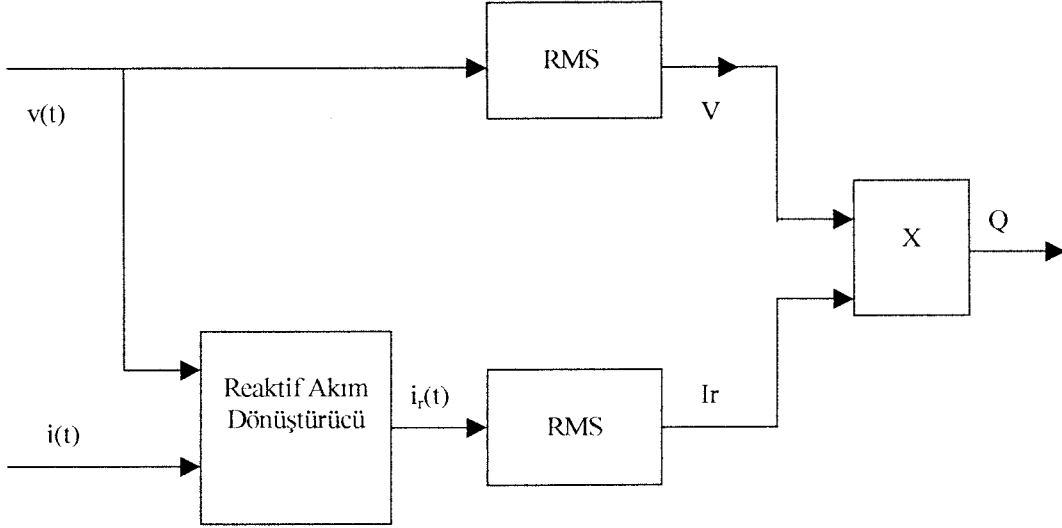 RMS
v(t)
V
X
Q
Reaktif Akım
Dönüştürücü
i(t)
i_r(t)
RMS
Ir